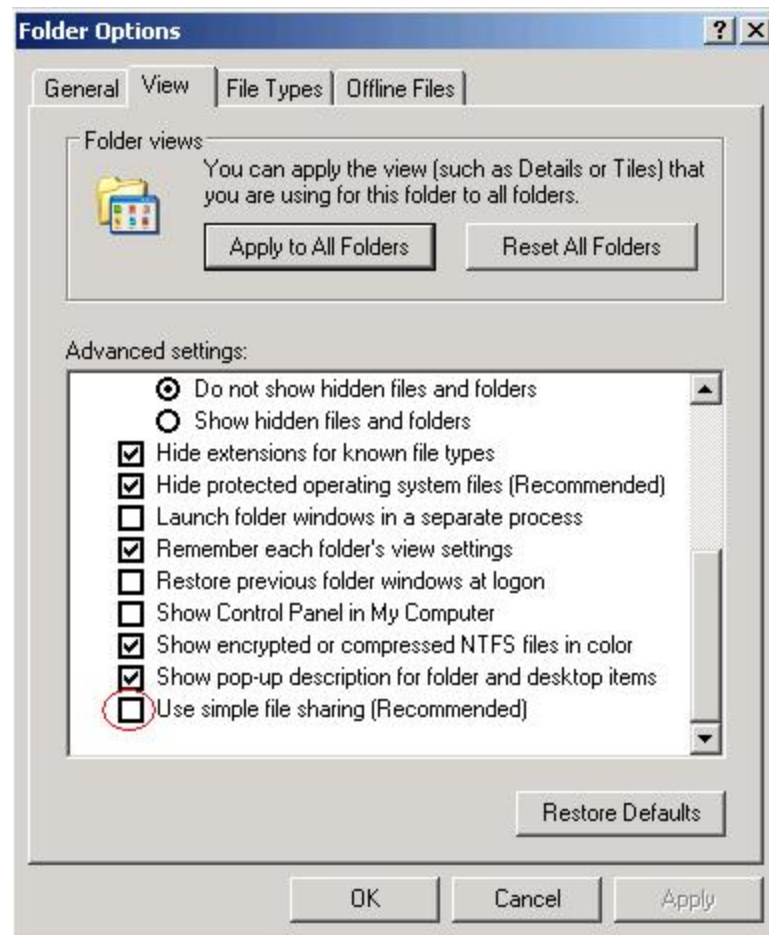 Folder Options
General View File Types Offline Files
Folder views
You can apply the view (such as Details or Tiles) that
you are using for this folder to all folders.
Apply to All Folders Reset All Folders
Advanced settings:
Do not show hidden files and folders
Show hidden files and folders
Hide extensions for known file types
Hide protected operating system files (Recommended)
Launch folder windows in a separate process
Remember each folder's view settings
Restore previous folder windows at logon
Show Control Panel in My Computer
Show encrypted or compressed NTFS files in color
Show pop-up description for folder and desktop items
Use simple file sharing (Recommended)
Restore Defaults
OK Cancel Apply